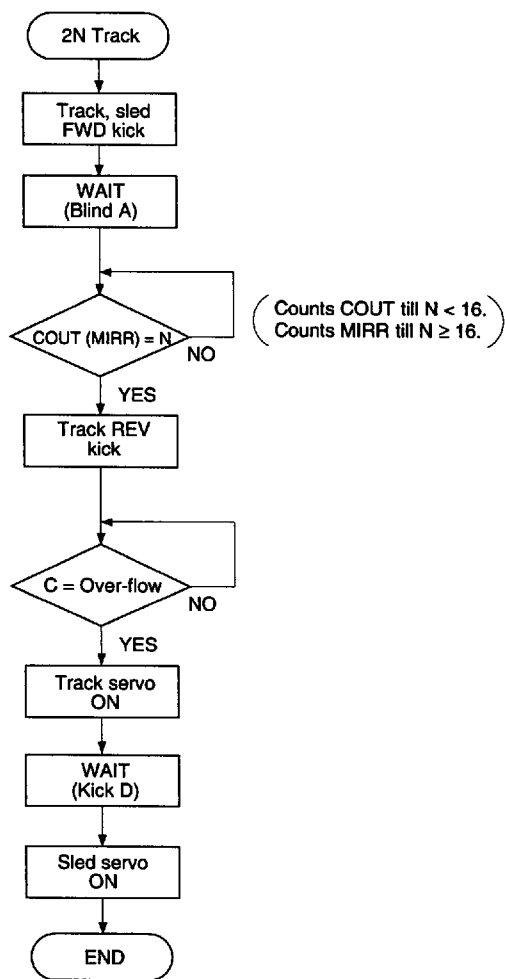 2N Track
Track, sled
FWD kick
WAIT
(Blind A)
COUT (MIRR) = N
NO
(Counts COUT till N < 16.
Counts MIRR till N ≥ 16.)
YES
Track REV
kick
C = Over-flow
NO
YES
Track servo
ON
WAIT
(Kick D)
Sled servo
ON
END